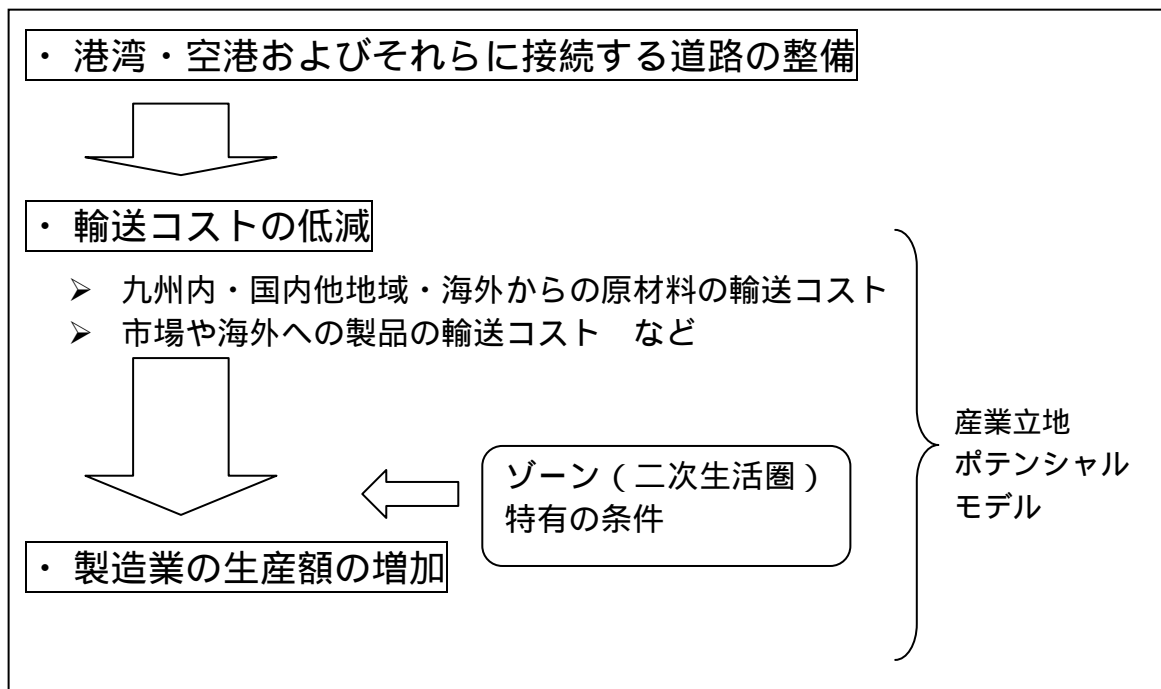 ・ 港湾・空港およびそれらに接続する道路の整備
・ 輸送コストの低減
➢ 九州内・国内他地域・海外からの原材料の輸送コスト
➢ 市場や海外への製品の輸送コスト　など
ゾーン（二次生活圏）
特有の条件
・ 製造業の生産額の増加
産業立地
ポテンシャル
モデル